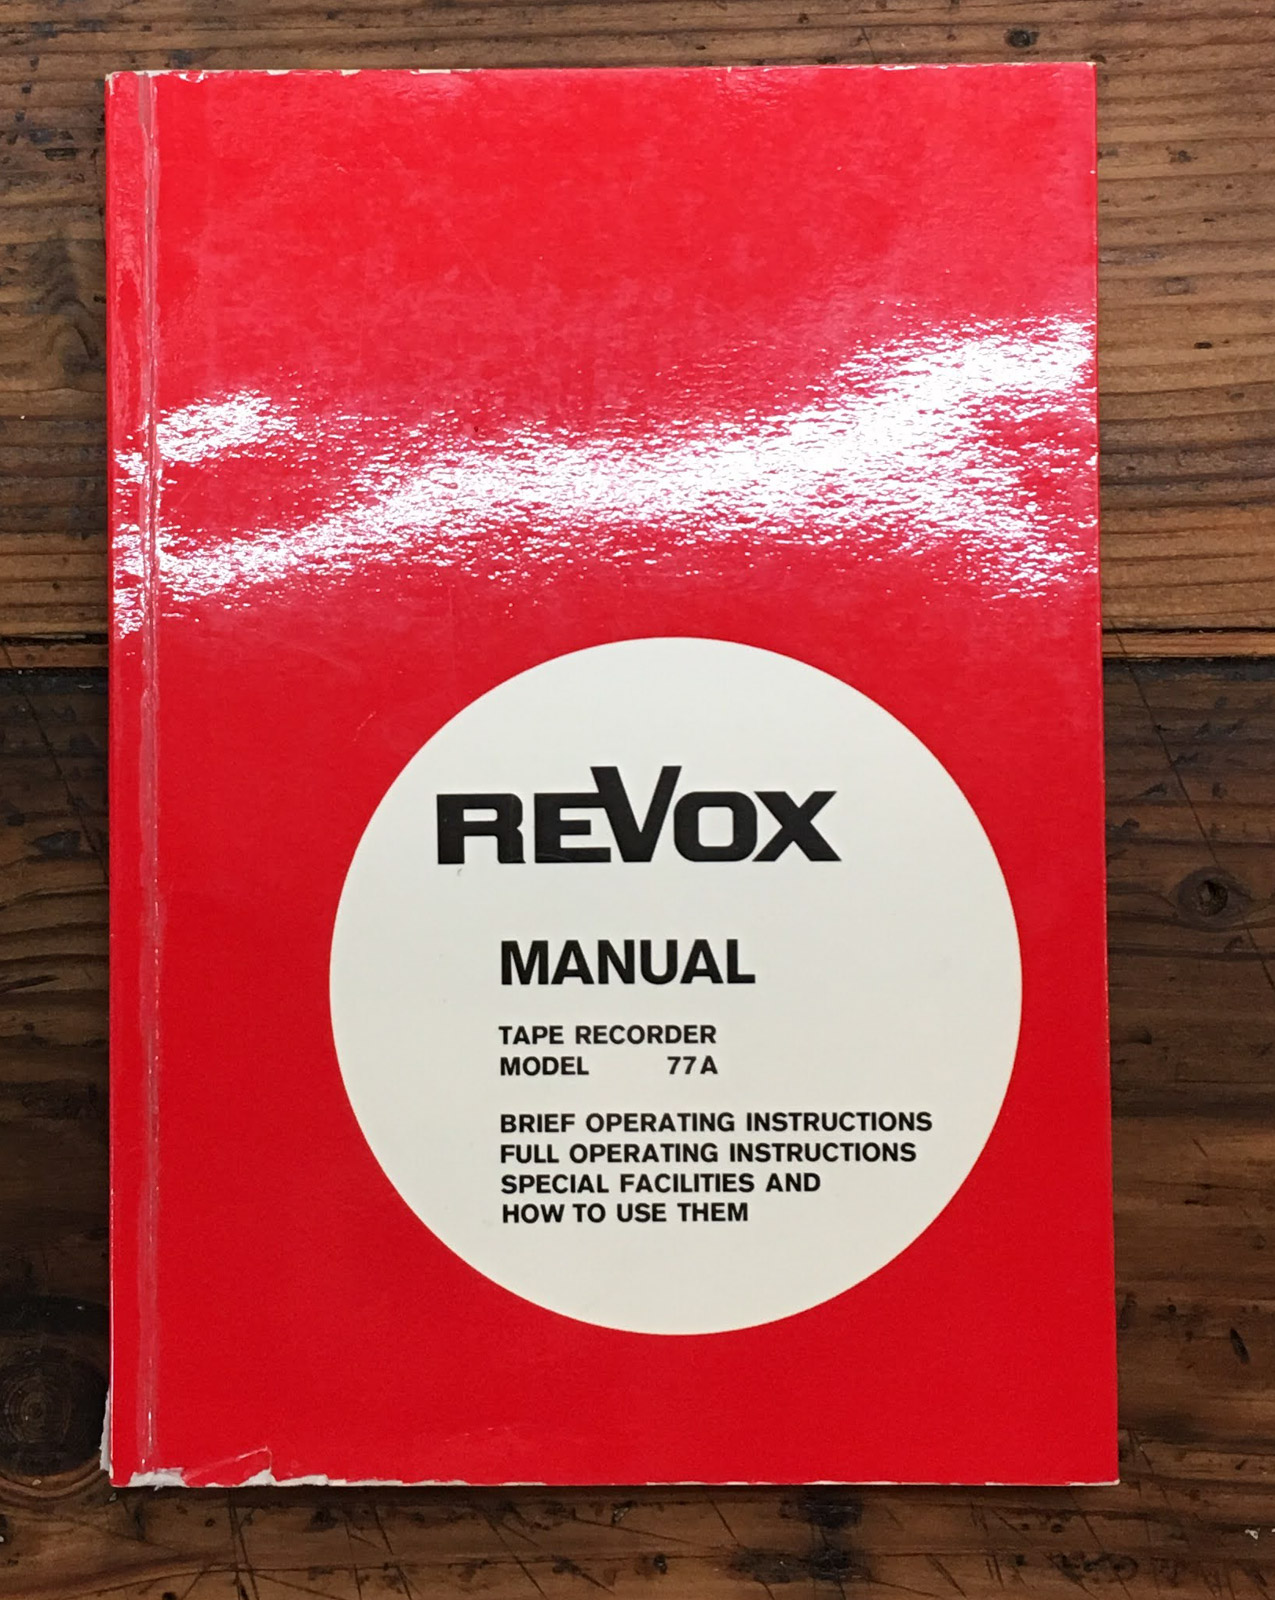 REVOX
MANUAL
TAPE RECORDER
MODEL 77A
BRIEF OPERATING INSTRUCTIONS
FULL OPERATING INSTRUCTIONS
SPECIAL FACILITIES AND
HOW TO USE THEM